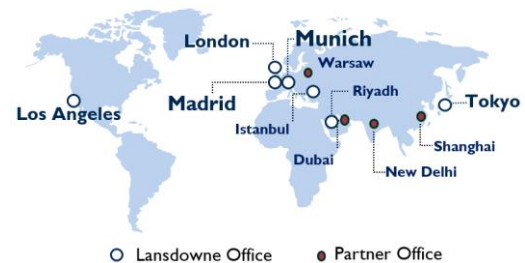 London
Munich
Warsaw
Madrid
Riyadh
Los Angeles
Tokyo
Istanbul
Dubai
Shanghai
New Delhi
Lansdowne Office
Partner Office